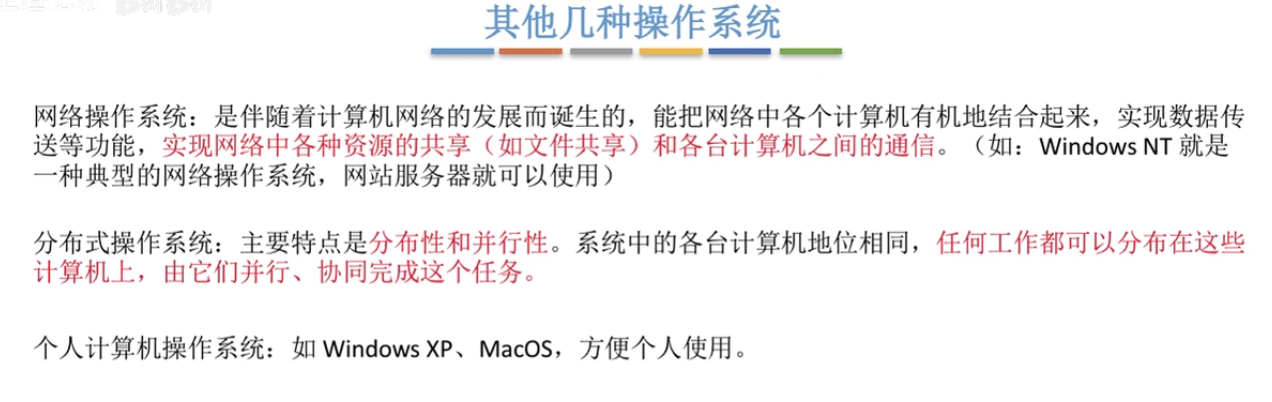 其他几种操作系统
网络操作系统：是伴随着计算机网络的发展而诞生的，能把网络中各个计算机有机地结合起来，实现数据传
送等功能，实现网络中各种资源的共享（如文件共享）和各台计算机之间的通信。（如：Windows NT 就是
一种典型的网络操作系统，网站服务器就可以使用）
分布式操作系统：主要特点是分布性和并行性。系统中的各台计算机地位相同，任何工作都可以分布在这些
计算机上，由它们并行、协同完成这个任务。
个人计算机操作系统：如 Windows XP、MacOS，方便个人使用。